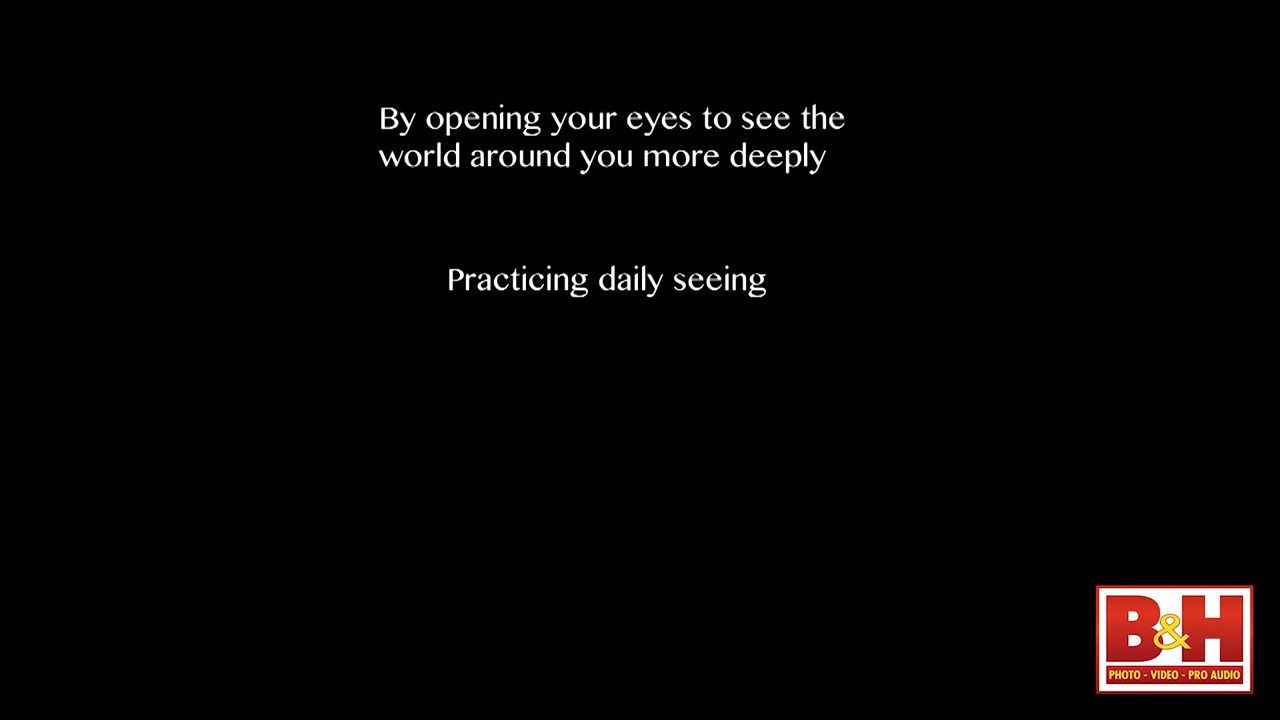 By opening your eyes to see the
world around you more deeply
Practicing daily seeing
B&H
PHOTO - VIDEO - PRO AUDIO